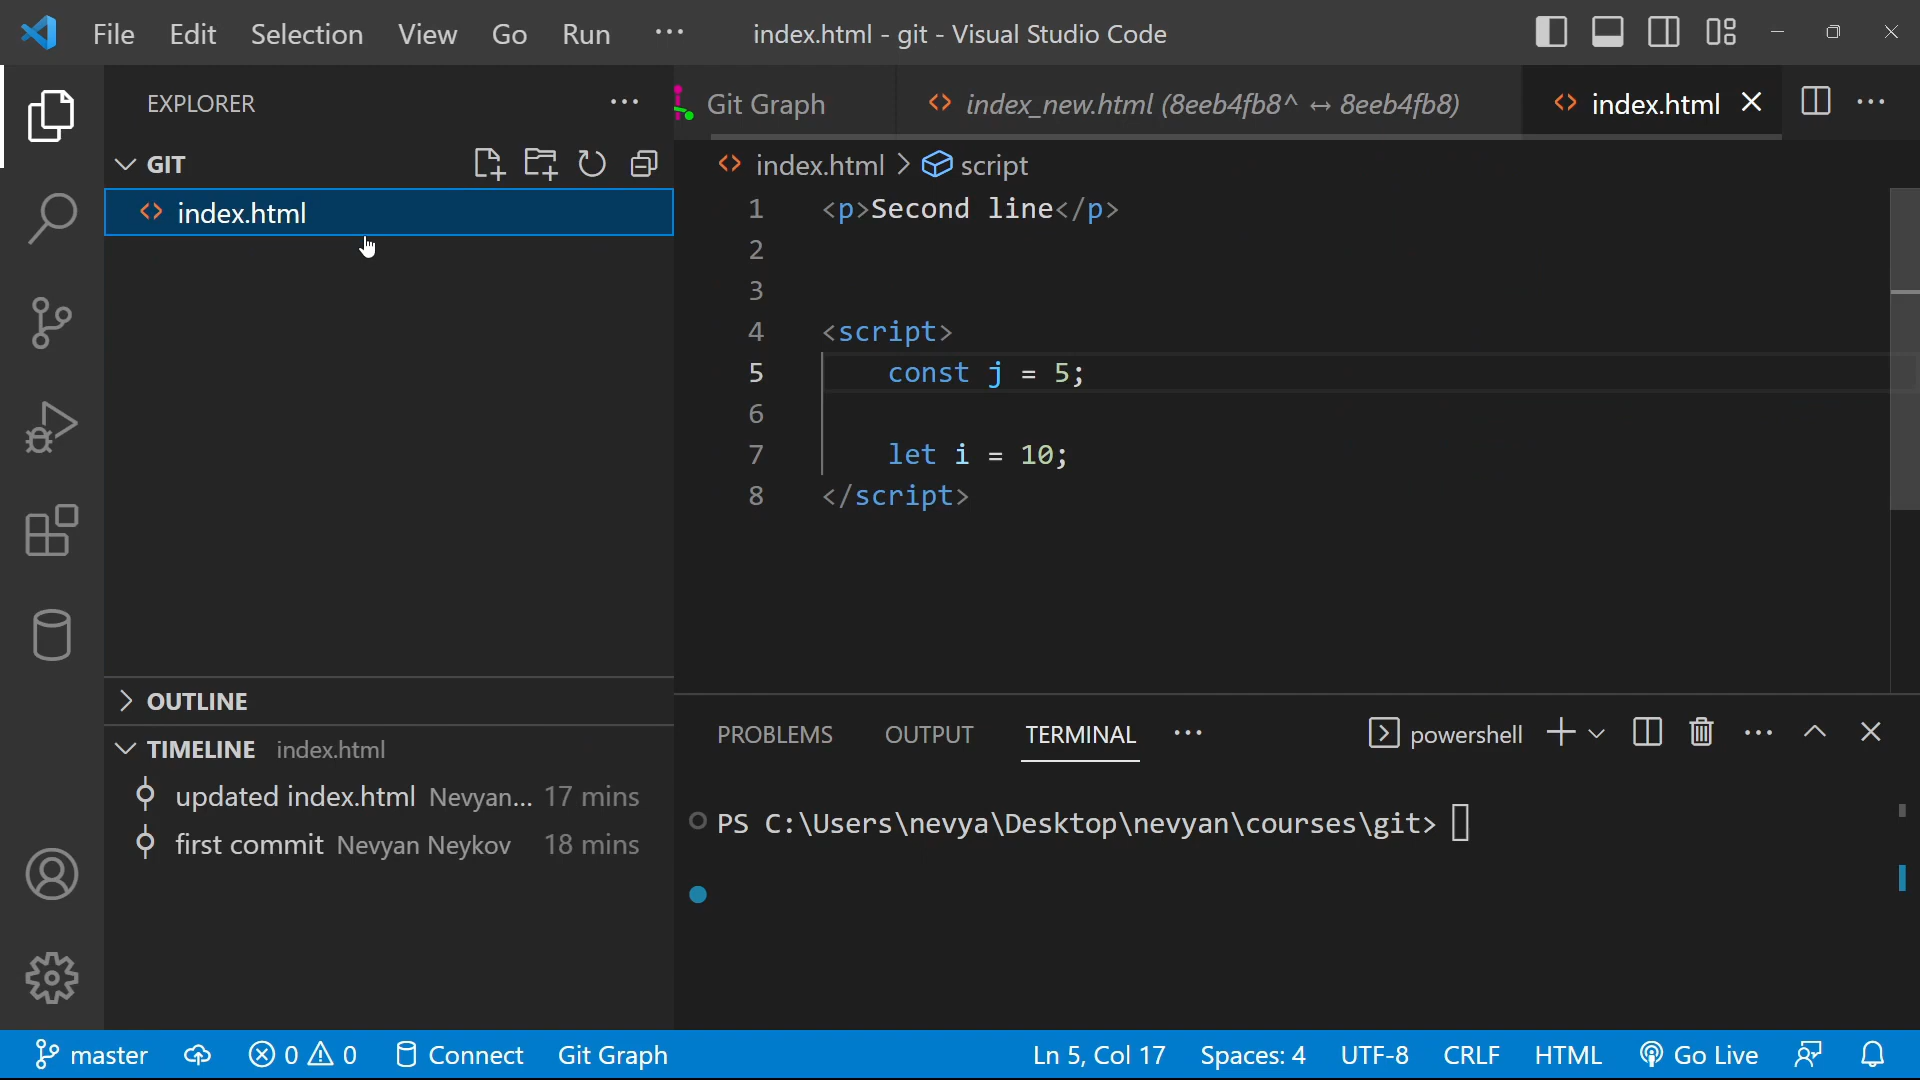 File Edit Selection View Go Run ··· index.html - git - Visual Studio Code
EXPLORER ···
GIT
index.html
OUTLINE
TIMELINE index.html
updated index.html Nevyan... 17 mins
first commit Nevyan Neykov 18 mins
Git Graph index_new.html (8eeb4fb8^ ↔ 8eeb4fb8) index.html ···
index.html > script
1 <p>Second line</p>
2
3
4 <script>
5 const j = 5;
6
7 let i = 10;
8 </script>
PROBLEMS OUTPUT TERMINAL ··· powershell ···
PS C:\Users\nevya\Desktop\nevyan\courses\git>
master 0 0 Connect Git Graph Ln 5, Col 17 Spaces: 4 UTF-8 CRLF HTML Go Live